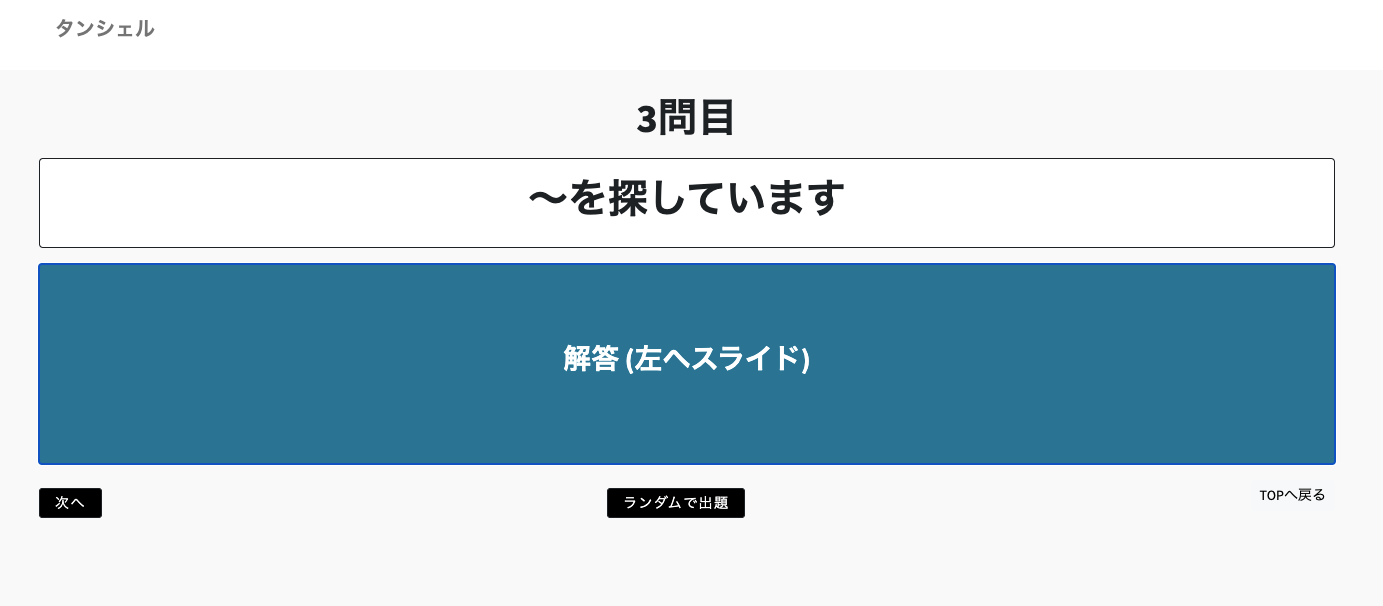 タンシェル
3問目
〜を探しています
解答 (左へスライド)
次へ
ランダムで出題
TOPへ戻る